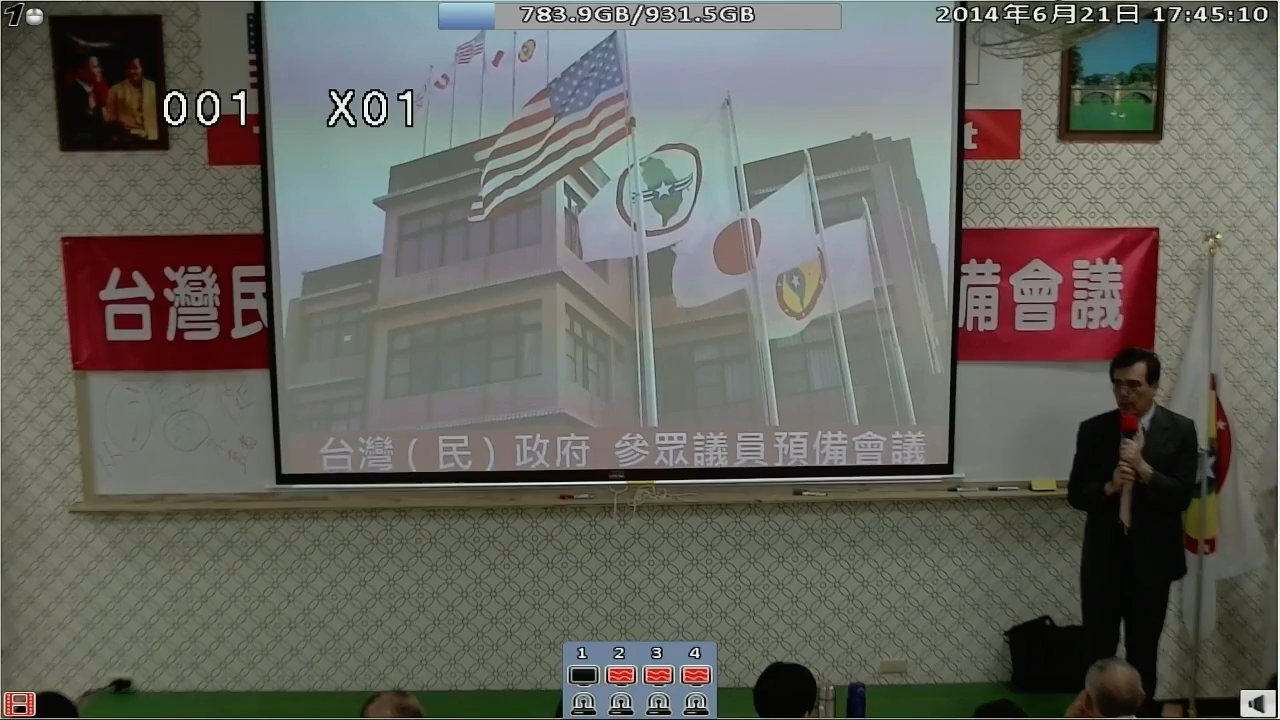 1
783.9GB/931.5GB
2014年6月21日 17:45:10
001 X01
t
台灣民
備會議
台灣(民)政府 參眾議員預備會議
1 2 3 4